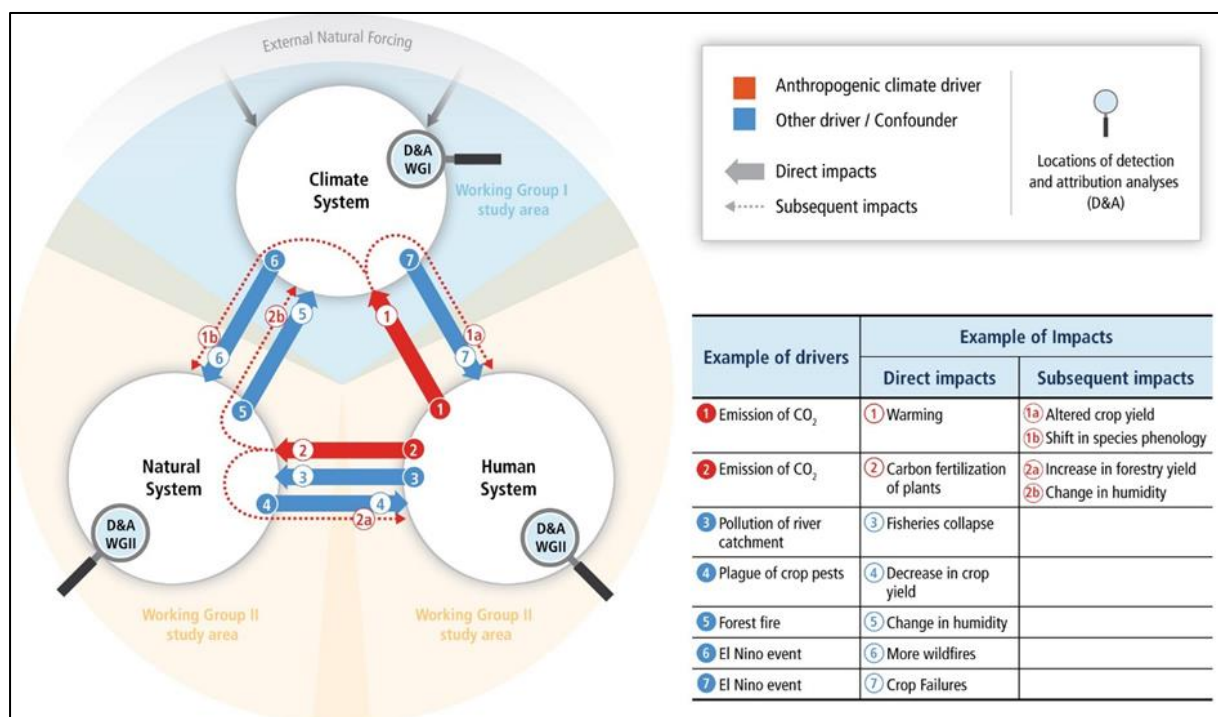 External Natural Forcing
D&A
WGI
Climate
System
Working Group I
study area
6
7
5
2b
1
1b
1a
6
7
5
1
2
2
Natural
System
3
3
Human
System
4
4
2a
D&A
WGII
D&A
WGII
Working Group II
study area
Working Group II
study area
Anthropogenic climate driver
Other driver / Confounder
Direct impacts
Subsequent impacts
Locations of detection
and attribution analyses
(D&A)
Example of drivers
Example of Impacts
Direct impacts
Subsequent impacts
1 Emission of CO₂
1 Warming
1a Altered crop yield
1b Shift in species phenology
2 Emission of CO₂
2 Carbon fertilization
of plants
2a Increase in forestry yield
2b Change in humidity
3 Pollution of river
catchment
3 Fisheries collapse
4 Plague of crop pests
4 Decrease in crop
yield
5 Forest fire
5 Change in humidity
6 El Nino event
6 More wildfires
7 El Nino event
7 Crop Failures